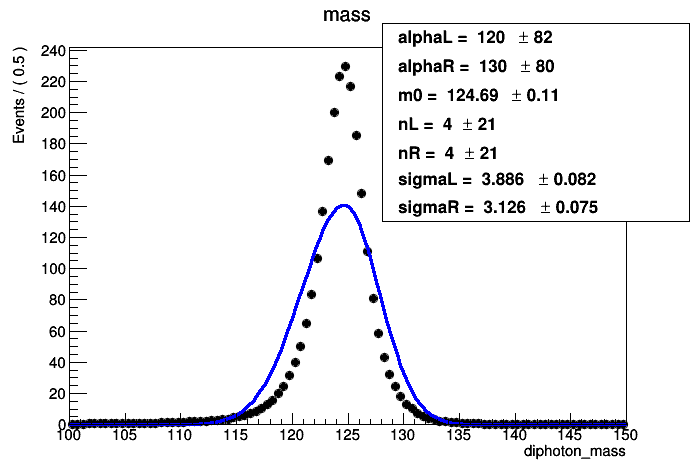 mass
alphaL = 120 ± 82
alphaR = 130 ± 80
m0 = 124.69 ± 0.11
nL = 4 ± 21
nR = 4 ± 21
sigmaL = 3.886 ± 0.082
sigmaR = 3.126 ± 0.075
Events / ( 0.5 )
240
220
200
180
160
140
120
100
80
60
40
20
0
100 105 110 115 120 125 130 135 140 145 150
diphoton_mass